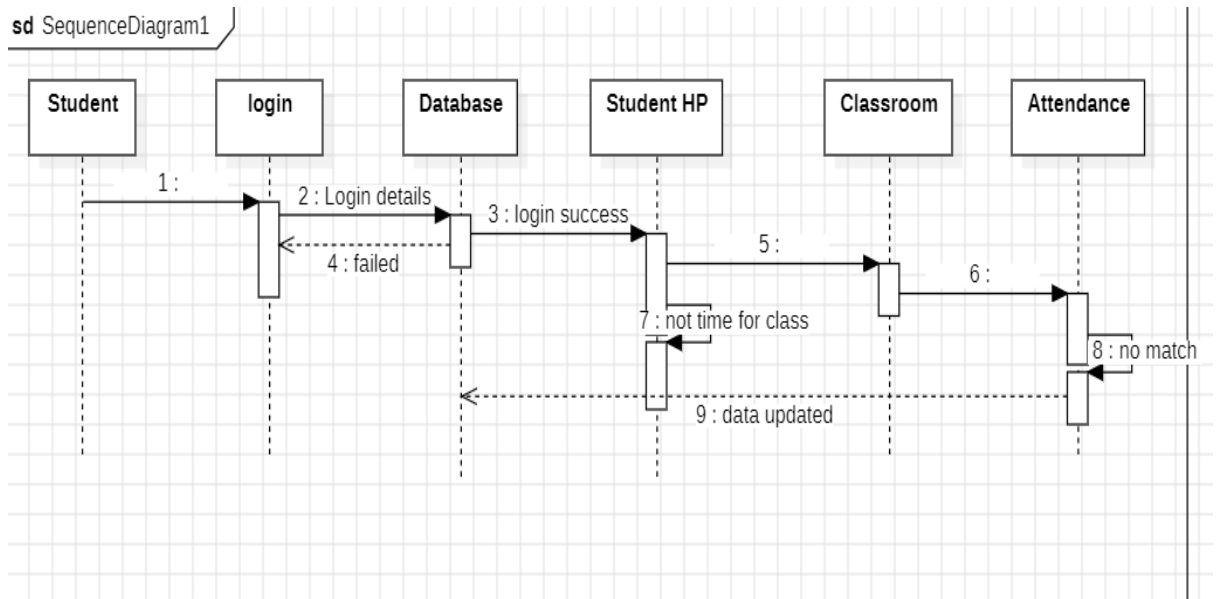 sd SequenceDiagram1
Student
login
Database
Student HP
Classroom
Attendance
1 :
2 : Login details
3 : login success
4 : failed
5 :
6 :
7 : not time for class
8 : no match
9 : data updated